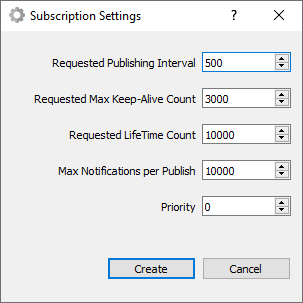 Subscription Settings
Requested Publishing Interval 500
Requested Max Keep-Alive Count 3000
Requested LifeTime Count 10000
Max Notifications per Publish 10000
Priority 0
Create Cancel